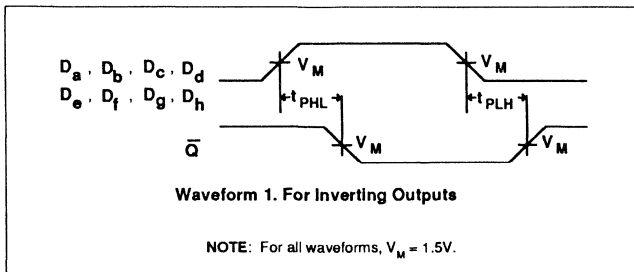 Da , Db , Dc , Dd
VM
VM
De , Df , Dg , Dh
tPHL
tPLH
Q̅
VM
VM
Waveform 1. For Inverting Outputs
NOTE: For all waveforms, VM = 1.5V.